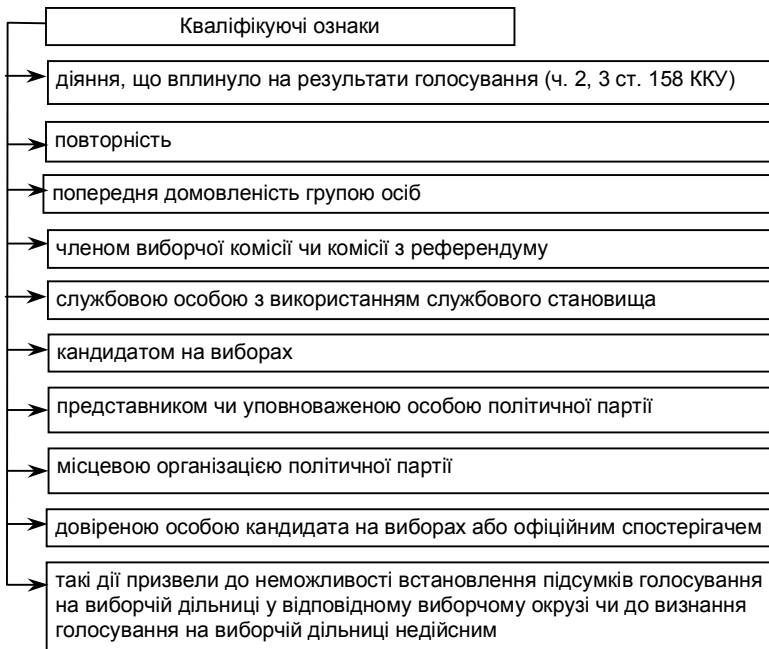 Кваліфікуючі ознаки
діяння, що вплинуло на результати голосування (ч. 2, 3 ст. 158 ККУ)
повторність
попередня домовленість групою осіб
членом виборчої комісії чи комісії з референдуму
службовою особою з використанням службового становища
кандидатом на виборах
представником чи уповноваженою особою політичної партії
місцевою організацією політичної партії
довіреною особою кандидата на виборах або офіційним спостерігачем
такі дії призвели до неможливості встановлення підсумків голосування
на виборчій дільниці у відповідному виборчому окрузі чи до визнання
голосування на виборчій дільниці недійсним